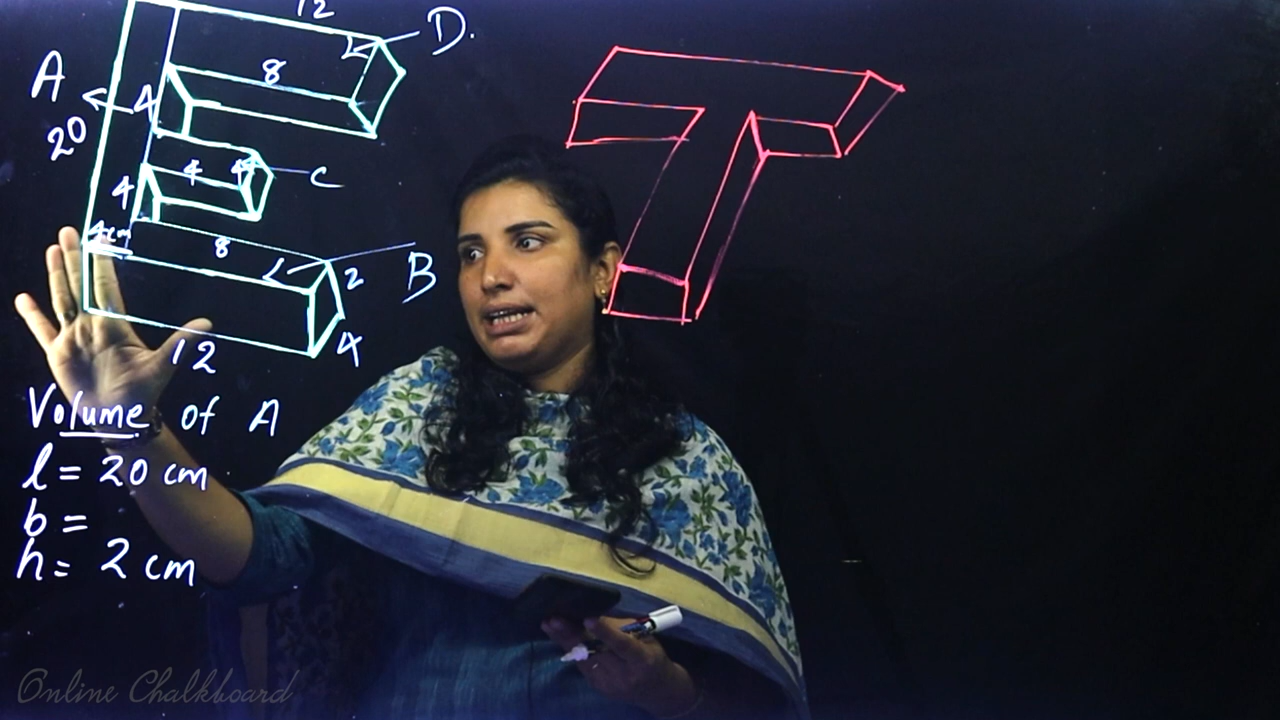 12
D.
A
8
4
20
4
4
C
4
4cm
8
2
B
4
12
Volume of A
l = 20 cm
b =
h = 2 cm
Online Chalkboard